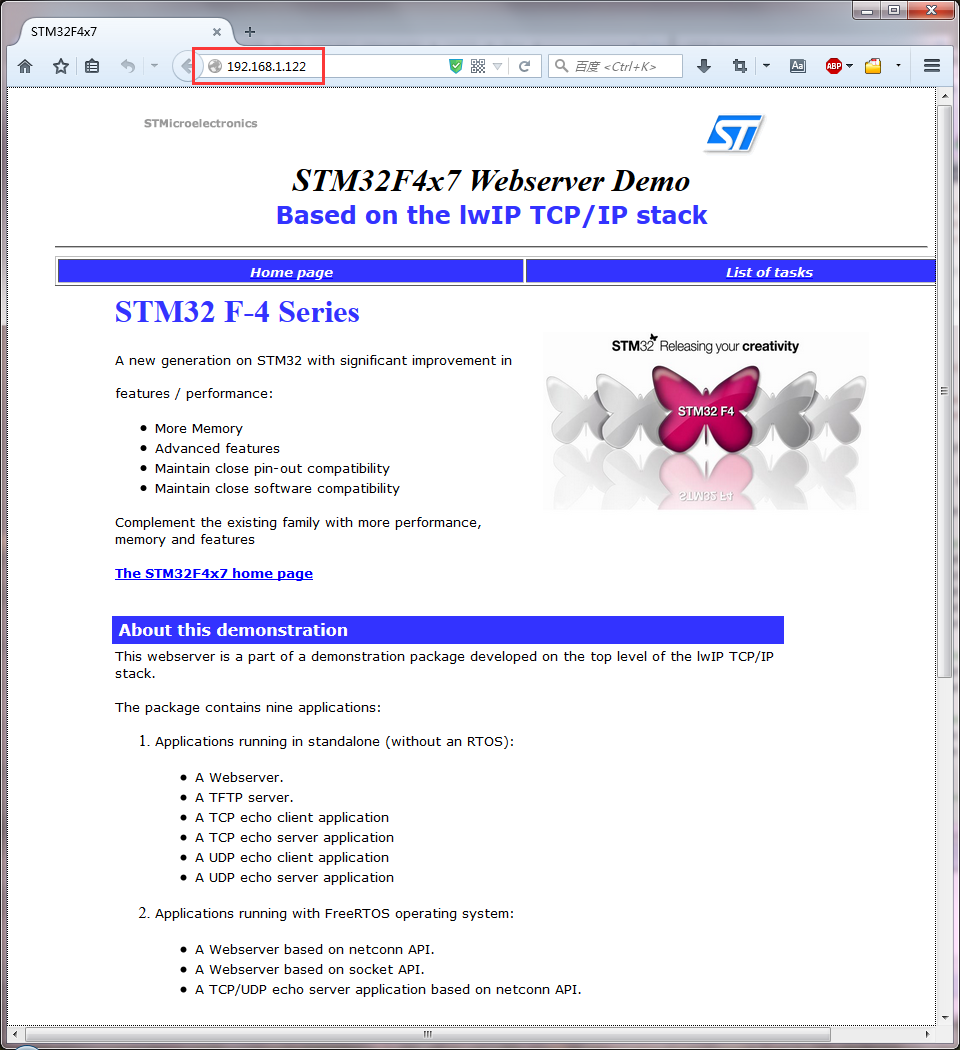 STM32F4x7
192.168.1.122
百度 <Ctrl+K>
Aa
ABP
STMicroelectronics
ST
STM32F4x7 Webserver Demo
Based on the lwIP TCP/IP stack
Home page
List of tasks
STM32 F-4 Series
A new generation on STM32 with significant improvement in
features / performance:
More Memory
Advanced features
Maintain close pin-out compatibility
Maintain close software compatibility
Complement the existing family with more performance,
memory and features
The STM32F4x7 home page
STM32 Releasing your creativity
STM32 F4
STM32 F4
About this demonstration
This webserver is a part of a demonstration package developed on the top level of the lwIP TCP/IP
stack.
The package contains nine applications:
1. Applications running in standalone (without an RTOS):
A Webserver.
A TFTP server.
A TCP echo client application
A TCP echo server application
A UDP echo client application
A UDP echo server application
2. Applications running with FreeRTOS operating system:
A Webserver based on netconn API.
A Webserver based on socket API.
A TCP/UDP echo server application based on netconn API.